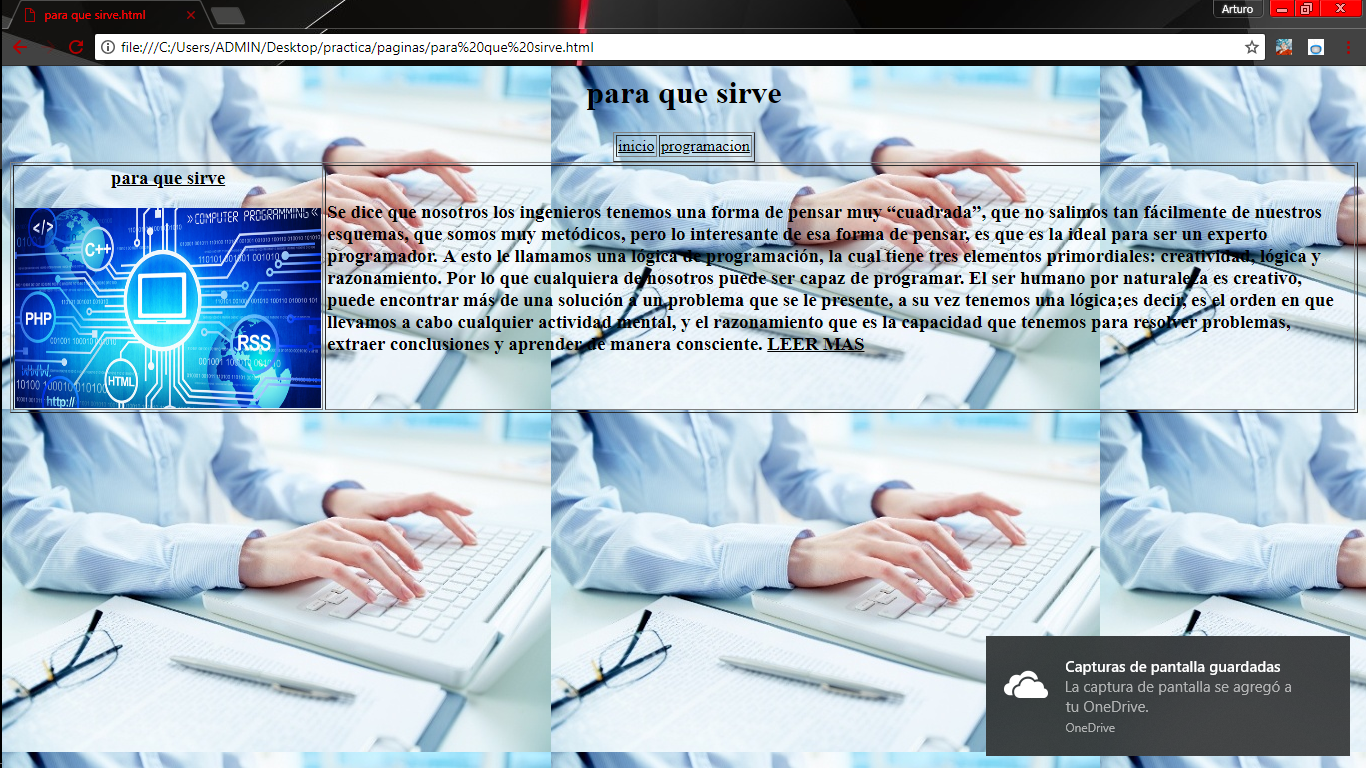 para que sirve.html
Arturo
file:///C:/Users/ADMIN/Desktop/practica/paginas/para%20que%20sirve.html
para que sirve
inicio programacion
para que sirve
»COMPUTER PROGRAMMING«
</>
C++
PHP
RSS
HTML
http://
Se dice que nosotros los ingenieros tenemos una forma de pensar muy “cuadrada”, que no salimos tan fácilmente de nuestros
esquemas, que somos muy metódicos, pero lo interesante de esa forma de pensar, es que es la ideal para ser un experto
programador. A esto le llamamos una lógica de programación, la cual tiene tres elementos primordiales: creatividad, lógica y
razonamiento. Por lo que cualquiera de nosotros puede ser capaz de programar. El ser humano por naturaleza es creativo,
puede encontrar más de una solución a un problema que se le presente, a su vez tenemos una lógica;es decir, es el orden en que
llevamos a cabo cualquier actividad mental, y el razonamiento que es la capacidad que tenemos para resolver problemas,
extraer conclusiones y aprender de manera consciente. LEER MAS
Capturas de pantalla guardadas
La captura de pantalla se agregó a
tu OneDrive.
OneDrive